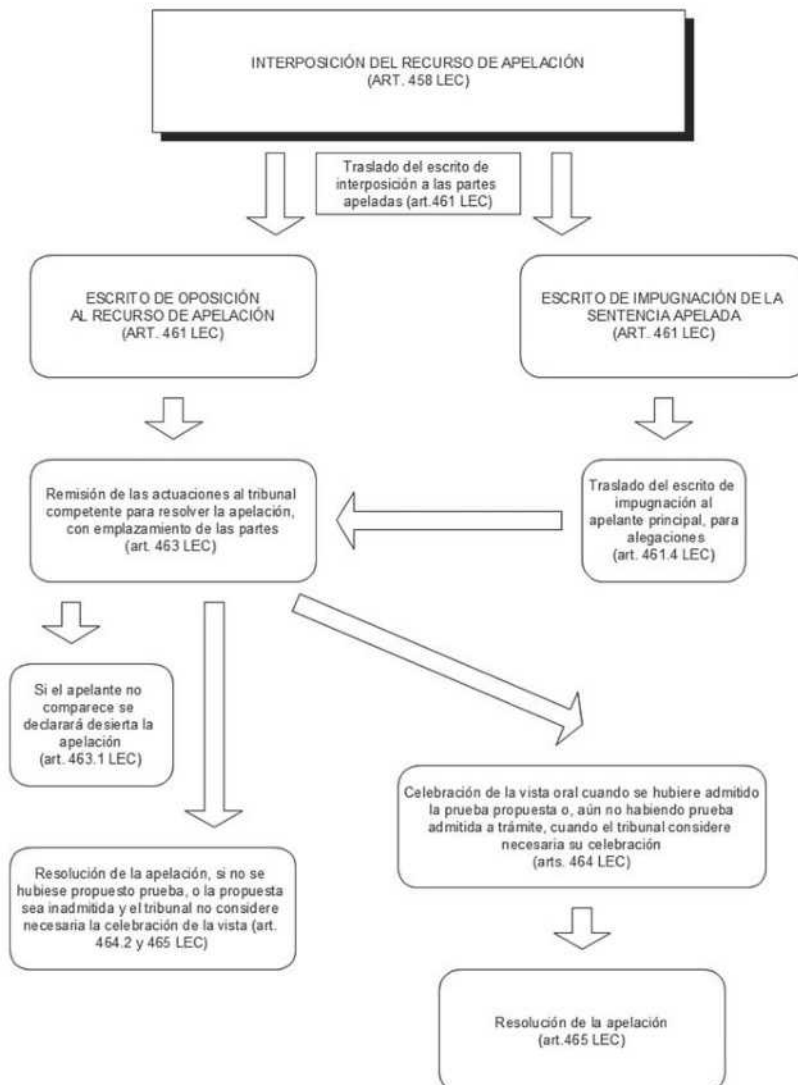 INTERPOSICIÓN DEL RECURSO DE APELACIÓN
(ART. 458 LEC)
Traslado del escrito de
interposición a las partes
apeladas (art.461 LEC)
ESCRITO DE OPOSICIÓN
AL RECURSO DE APELACIÓN
(ART. 461 LEC)
ESCRITO DE IMPUGNACIÓN DE LA
SENTENCIA APELADA
(ART. 461 LEC)
Remisión de las actuaciones al tribunal
competente para resolver la apelación,
con emplazamiento de las partes
(art. 463 LEC)
Traslado del escrito de
impugnación al
apelante principal, para
alegaciones
(art. 461.4 LEC)
Si el apelante no
comparece se
declarará desierta la
apelación
(art. 463.1 LEC)
Celebración de la vista oral cuando se hubiere admitido
la prueba propuesta o, aún no habiendo prueba
admitida a trámite, cuando el tribunal considere
necesaria su celebración
(arts. 464 LEC)
Resolución de la apelación, si no se
hubiese propuesto prueba, o la propuesta
sea inadmitida y el tribunal no considere
necesaria la celebración de la vista (art.
464.2 y 465 LEC)
Resolución de la apelación
(art.465 LEC)